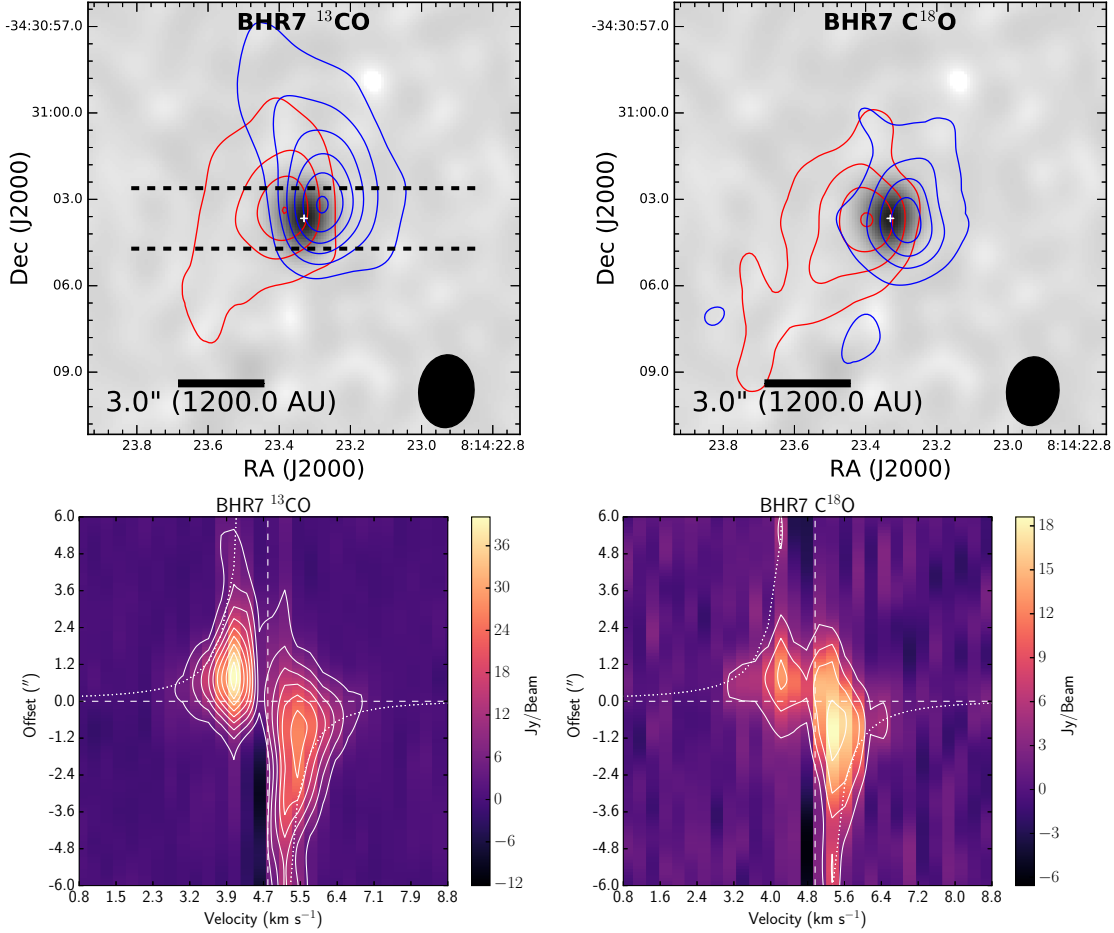 BHR7 ¹³CO
-34:30:57.0
31:00.0
03.0
06.0
09.0
Dec (J2000)
3.0" (1200.0 AU)
23.8 23.6 23.4 23.2 23.0 8:14:22.8
RA (J2000)
BHR7 C¹⁸O
-34:30:57.0
31:00.0
03.0
06.0
09.0
Dec (J2000)
3.0" (1200.0 AU)
23.8 23.6 23.4 23.2 23.0 8:14:22.8
RA (J2000)
BHR7 ¹³CO
6.0
4.8
3.6
2.4
1.2
0.0
−1.2
−2.4
−3.6
−4.8
−6.0
Offset (″)
0.8 1.6 2.3 3.1 3.9 4.7 5.5 6.4 7.1 8.0 8.8
Velocity (km s⁻¹)
36
30
24
18
12
6
0
−6
−12
Jy/Beam
BHR7 C¹⁸O
6.0
4.8
3.6
2.4
1.2
0.0
−1.2
−2.4
−3.6
−4.8
−6.0
Offset (″)
0.8 1.6 2.4 3.2 4.0 4.8 5.6 6.4 7.2 8.0 8.8
Velocity (km s⁻¹)
18
15
12
9
6
3
0
−3
−6
Jy/Beam